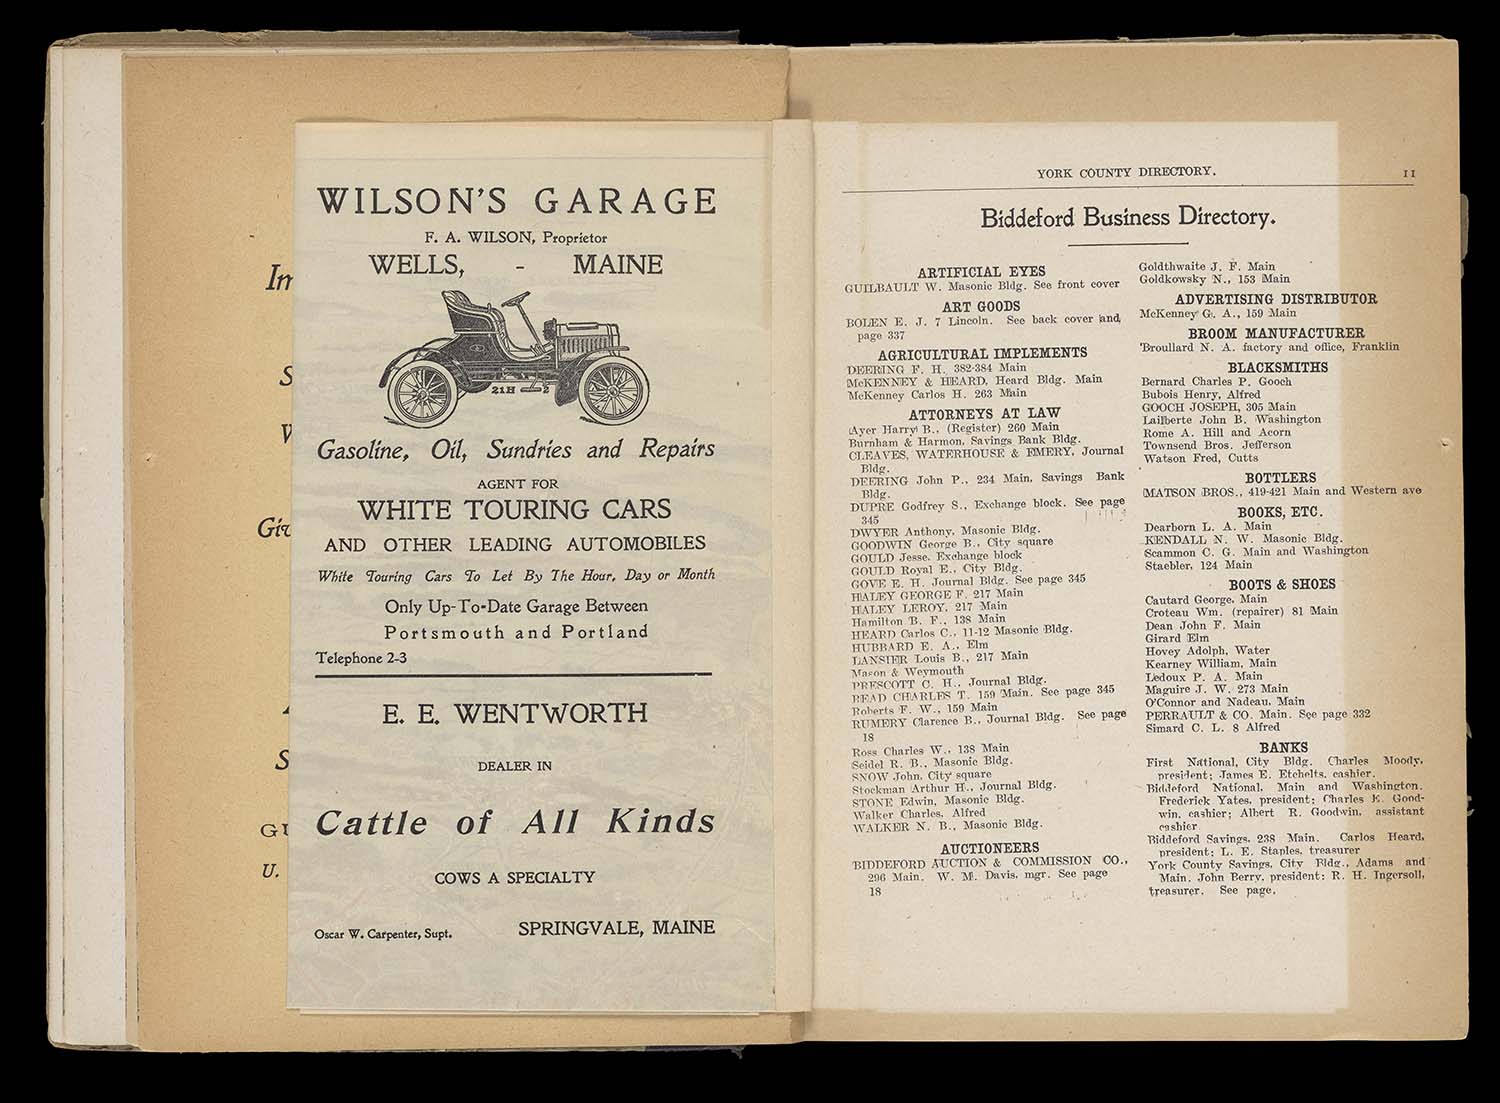 WILSON'S GARAGE
F. A. WILSON, Proprietor
WELLS, - MAINE
21H 2
Gasoline, Oil, Sundries and Repairs
AGENT FOR
WHITE TOURING CARS
AND OTHER LEADING AUTOMOBILES
White Touring Cars To Let By The Hour, Day or Month
Only Up-To-Date Garage Between
Portsmouth and Portland
Telephone 2-3
E. E. WENTWORTH
DEALER IN
Cattle of All Kinds
COWS A SPECIALTY
Oscar W. Carpenter, Supt. SPRINGVALE, MAINE
YORK COUNTY DIRECTORY. 11
Biddeford Business Directory.
ARTIFICIAL EYES
GUILBAULT W. Masonic Bldg. See front cover
ART GOODS
BOLEN E. J. 7 Lincoln. See back cover and
page 337
AGRICULTURAL IMPLEMENTS
DEERING F. H. 382-384 Main
McKENNEY & HEARD, Heard Bldg. Main
McKenney Carlos H. 263 Main
ATTORNEYS AT LAW
Ayer Harry B., (Register) 260 Main
Burnham & Harmon, Savings Bank Bldg.
CLEAVES, WATERHOUSE & EMERY, Journal
Bldg.
DEERING John P., 234 Main, Savings Bank
Bldg.
DUPRE Godfrey S., Exchange block. See page
345
DWYER Anthony, Masonic Bldg.
GOODWIN George B., City square
GOULD Jesse, Exchange block
GOULD Royal E., City Bldg.
GOVE E. H. Journal Bldg. See page 345
HALEY GEORGE F. 217 Main
HALEY LEROY, 217 Main
Hamilton B. F., 138 Main
HEARD Carlos C., 11-12 Masonic Bldg.
HUBBARD E. A., Elm
LANSIER Louis B., 217 Main
Mason & Weymouth
PRESCOTT C. H., Journal Bldg.
READ CHARLES T. 159 Main. See page 345
Roberts F. W., 159 Main
RUMERY Clarence B., Journal Bldg. See page
18
Ross Charles W., 138 Main
Seidel R. B., Masonic Bldg.
SNOW John, City square
Stockman Arthur H., Journal Bldg.
STONE Edwin, Masonic Bldg.
Walker Charles, Alfred
WALKER N. B., Masonic Bldg.
AUCTIONEERS
BIDDEFORD AUCTION & COMMISSION CO.,
296 Main. W. M. Davis, mgr. See page
18
Goldthwaite J. F. Main
Goldkowsky N., 153 Main
ADVERTISING DISTRIBUTOR
McKenney G. A., 159 Main
BROOM MANUFACTURER
Broullard N. A. factory and office, Franklin
BLACKSMITHS
Bernard Charles P. Gooch
Bubois Henry, Alfred
GOOCH JOSEPH, 305 Main
Lailberte John B. Washington
Rome A. Hill and Acorn
Townsend Bros. Jefferson
Watson Fred, Cutts
BOTTLERS
MATSON BROS., 419-421 Main and Western ave
BOOKS, ETC.
Dearborn L. A. Main
KENDALL N. W. Masonic Bldg.
Scammon C. G. Main and Washington
Staebler, 124 Main
BOOTS & SHOES
Cautard George, Main
Croteau Wm. (repairer) 81 Main
Dean John F. Main
Girard Elm
Hovey Adolph, Water
Kearney William, Main
Ledoux P. A. Main
Maguire J. W. 273 Main
O'Connor and Nadeau, Main
PERRAULT & CO. Main. See page 332
Simard C. L. 8 Alfred
BANKS
First National, City Bldg. Charles Moody,
president; James E. Etchelts, cashier.
Biddeford National, Main and Washington.
Frederick Yates, president; Charles E. Good-
win, cashier; Albert R. Goodwin, assistant
cashier
Biddeford Savings, 238 Main. Carlos Heard,
president; L. E. Staples, treasurer
York County Savings, City Bldg., Adams and
Main. John Berry, president; R. H. Ingersoll,
treasurer. See page.